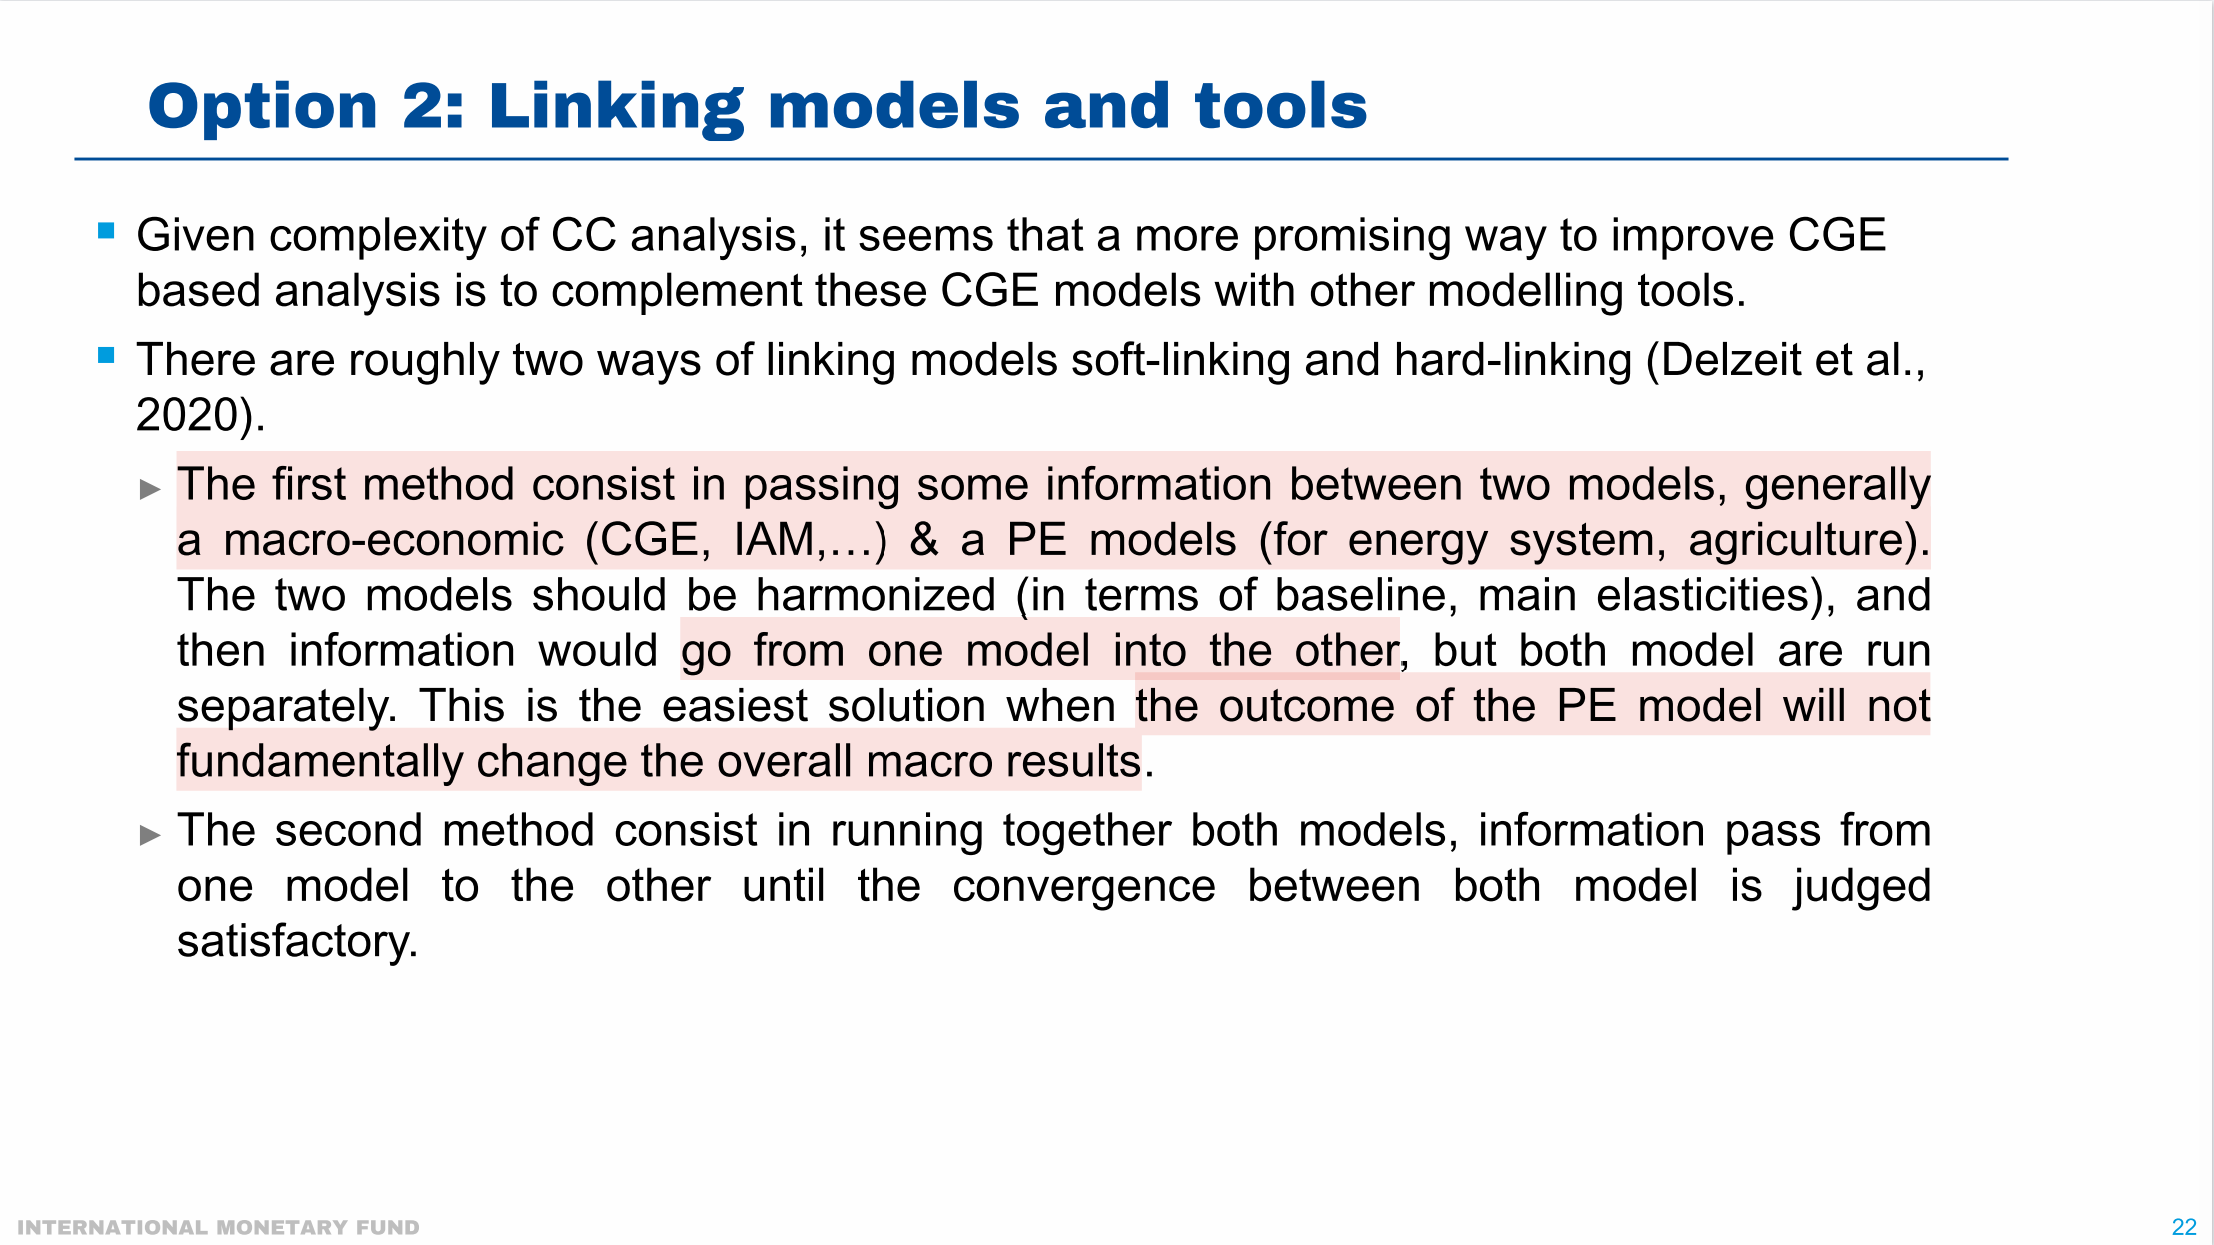 Option 2: Linking models and tools
Given complexity of CC analysis, it seems that a more promising way to improve CGE
based analysis is to complement these CGE models with other modelling tools.
There are roughly two ways of linking models soft-linking and hard-linking (Delzeit et al.,
2020).
The first method consist in passing some information between two models, generally
a macro-economic (CGE, IAM,…) & a PE models (for energy system, agriculture).
The two models should be harmonized (in terms of baseline, main elasticities), and
then information would go from one model into the other, but both model are run
separately. This is the easiest solution when the outcome of the PE model will not
fundamentally change the overall macro results.
The second method consist in running together both models, information pass from
one model to the other until the convergence between both model is judged
satisfactory.
INTERNATIONAL MONETARY FUND
22